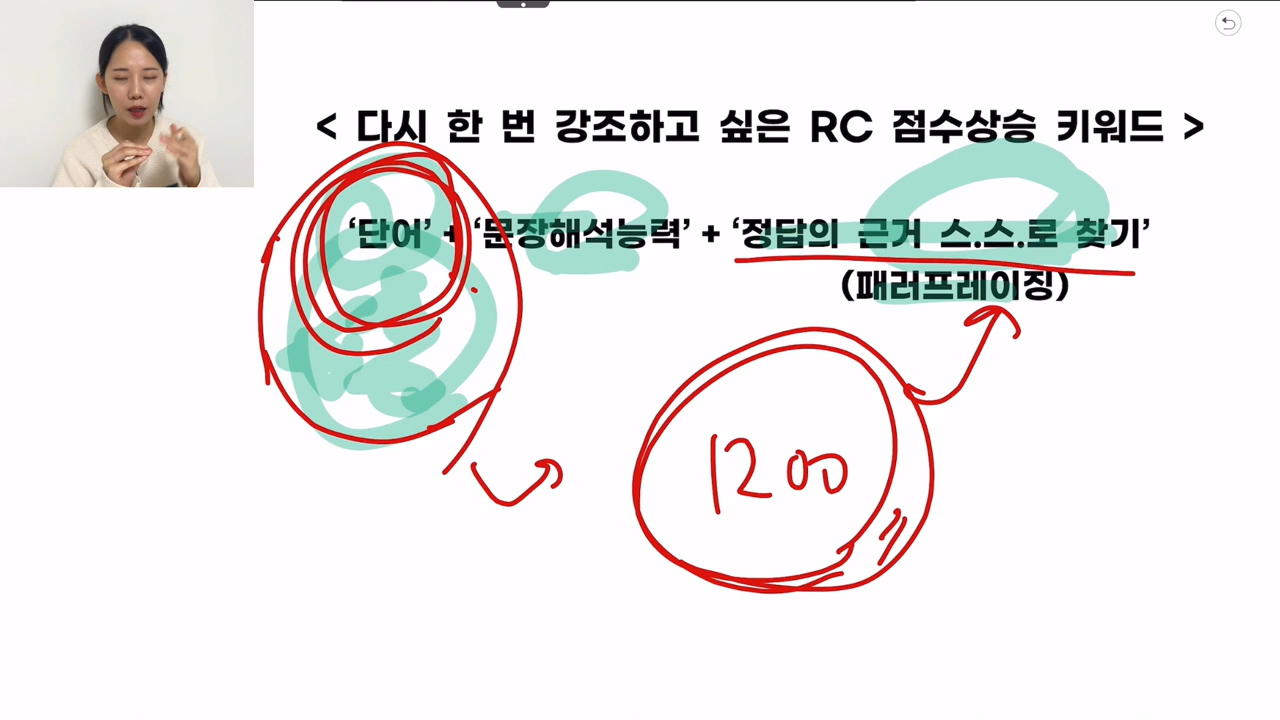 < 다시 한 번 강조하고 싶은 RC 점수상승 키워드 >
‘단어’ + ‘문장해석능력’ + ‘정답의 근거 스.스.로 찾기’
(패러프레이징)
1200